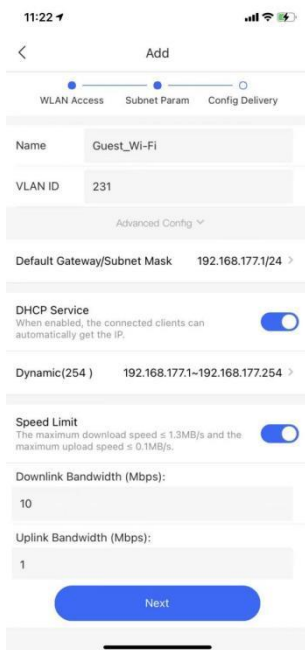 11:22
Add
WLAN Access Subnet Param Config Delivery
Name Guest_Wi-Fi
VLAN ID 231
Advanced Config
Default Gateway/Subnet Mask 192.168.177.1/24
DHCP Service
When enabled, the connected clients can
automatically get the IP.
Dynamic(254 ) 192.168.177.1~192.168.177.254
Speed Limit
The maximum download speed ≤ 1.3MB/s and the
maximum upload speed ≤ 0.1MB/s.
Downlink Bandwidth (Mbps):
10
Uplink Bandwidth (Mbps):
1
Next